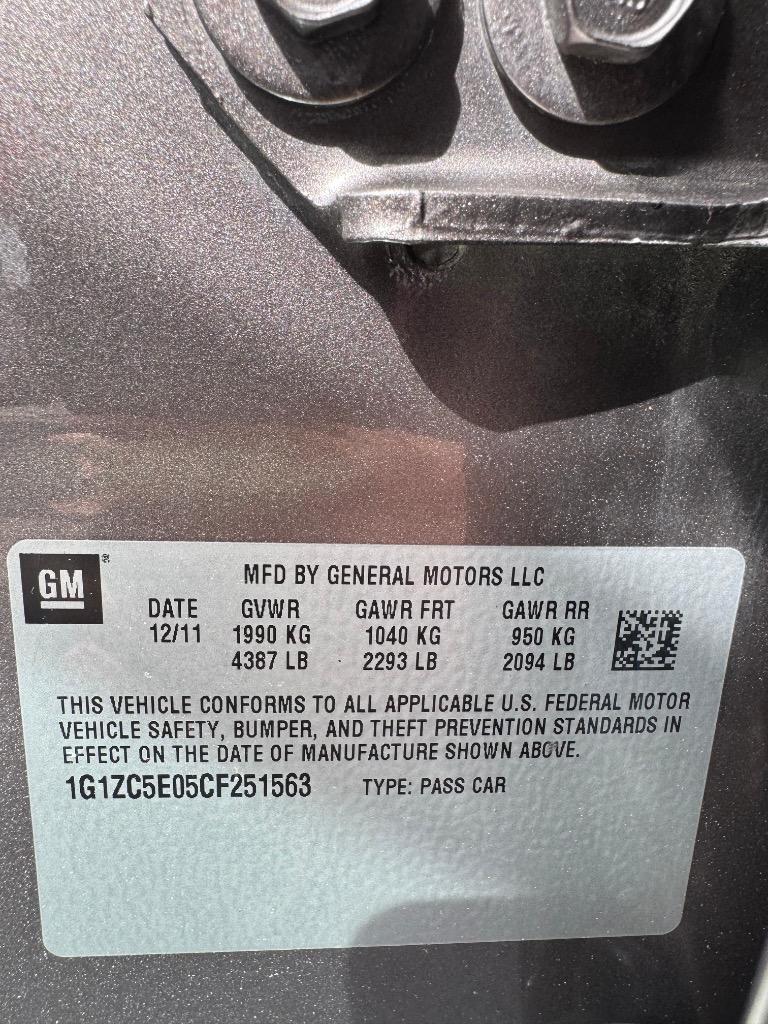 GM®
MFD BY GENERAL MOTORS LLC
DATE GVWR GAWR FRT GAWR RR
12/11 1990 KG 1040 KG 950 KG
4387 LB 2293 LB 2094 LB
THIS VEHICLE CONFORMS TO ALL APPLICABLE U.S. FEDERAL MOTOR
VEHICLE SAFETY, BUMPER, AND THEFT PREVENTION STANDARDS IN
EFFECT ON THE DATE OF MANUFACTURE SHOWN ABOVE.
1G1ZC5E05CF251563 TYPE: PASS CAR